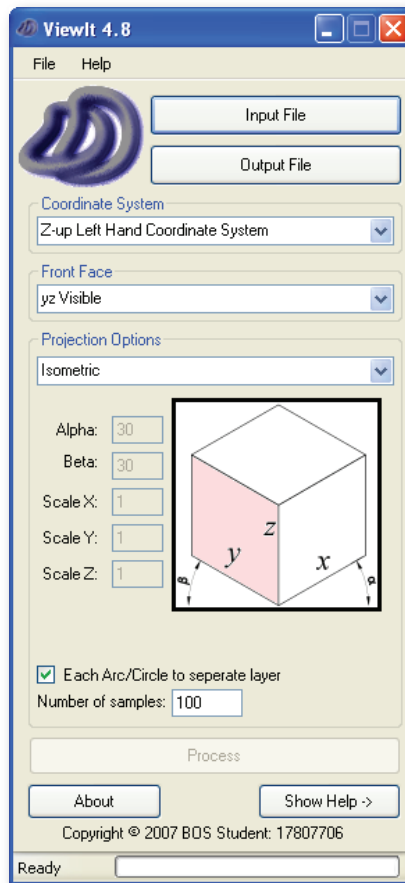 ViewIt 4.8
File Help
Input File
Output File
Coordinate System
Z-up Left Hand Coordinate System
Front Face
yz Visible
Projection Options
Isometric
Alpha: 30
Beta: 30
Scale X: 1
Scale Y: 1
Scale Z: 1
z
y x
β α
Each Arc/Circle to seperate layer
Number of samples: 100
Process
About Show Help ->
Copyright © 2007 BOS Student: 17807706
Ready